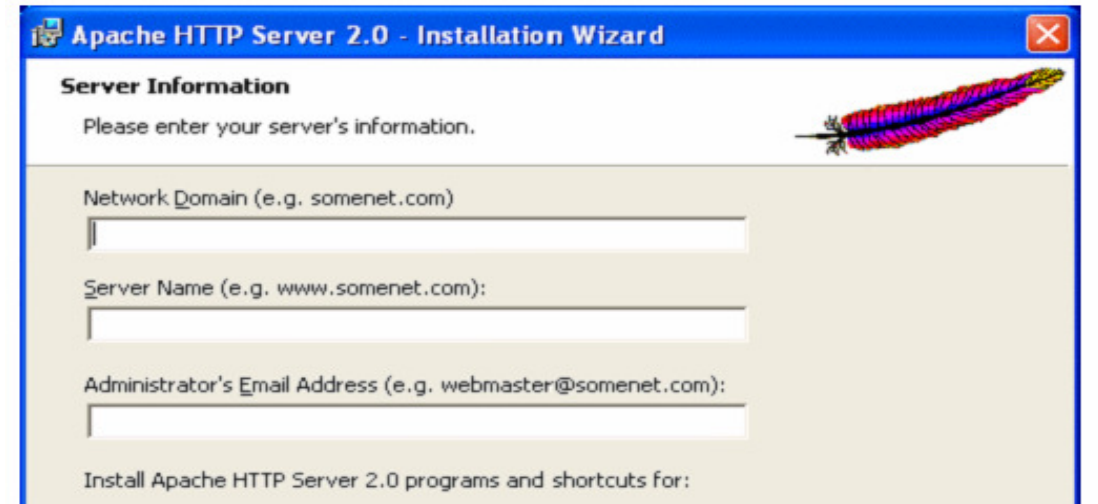 Apache HTTP Server 2.0 - Installation Wizard
Server Information
Please enter your server's information.
Network Domain (e.g. somenet.com)
Server Name (e.g. www.somenet.com):
Administrator's Email Address (e.g. webmaster@somenet.com):
Install Apache HTTP Server 2.0 programs and shortcuts for: